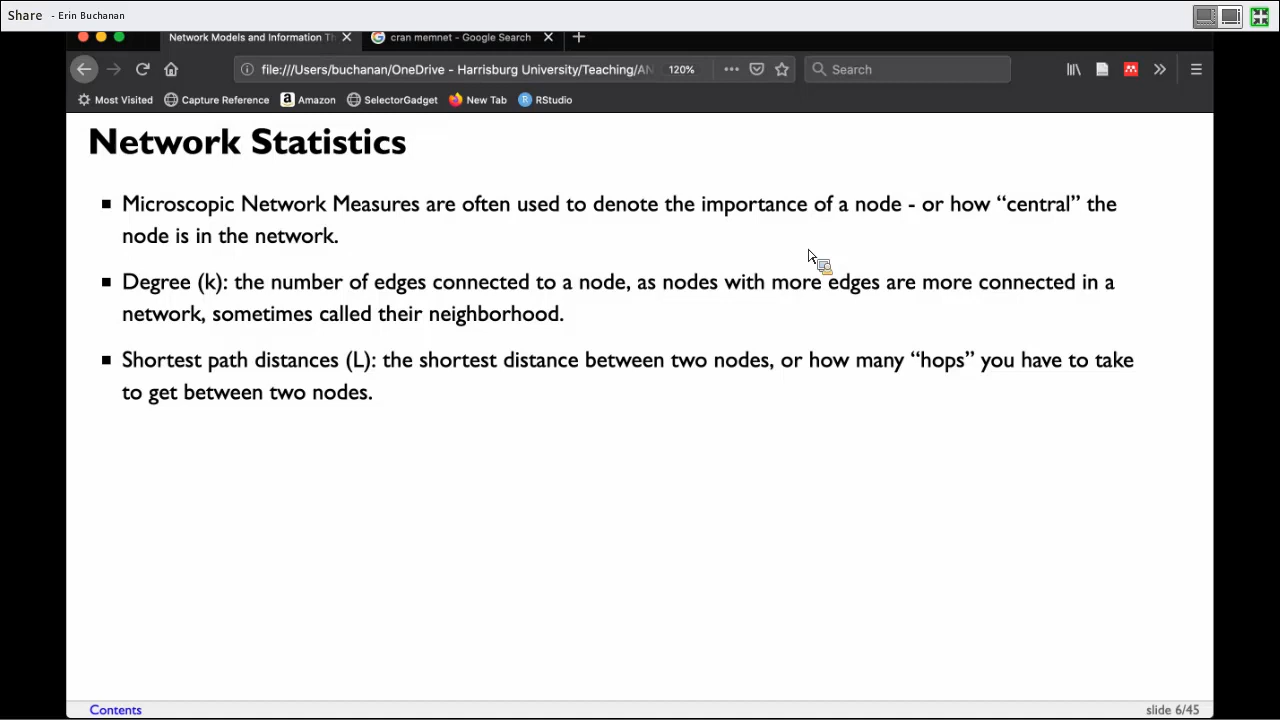 Share - Erin Buchanan
Network Models and Information Th
cran memnet - Google Search
file:///Users/buchanan/OneDrive - Harrisburg University/Teaching/AN
120%
Search
Most Visited
Capture Reference
Amazon
SelectorGadget
New Tab
RStudio
Network Statistics
Microscopic Network Measures are often used to denote the importance of a node - or how “central” the
node is in the network.
Degree (k): the number of edges connected to a node, as nodes with more edges are more connected in a
network, sometimes called their neighborhood.
Shortest path distances (L): the shortest distance between two nodes, or how many “hops” you have to take
to get between two nodes.
Contents
slide 6/45